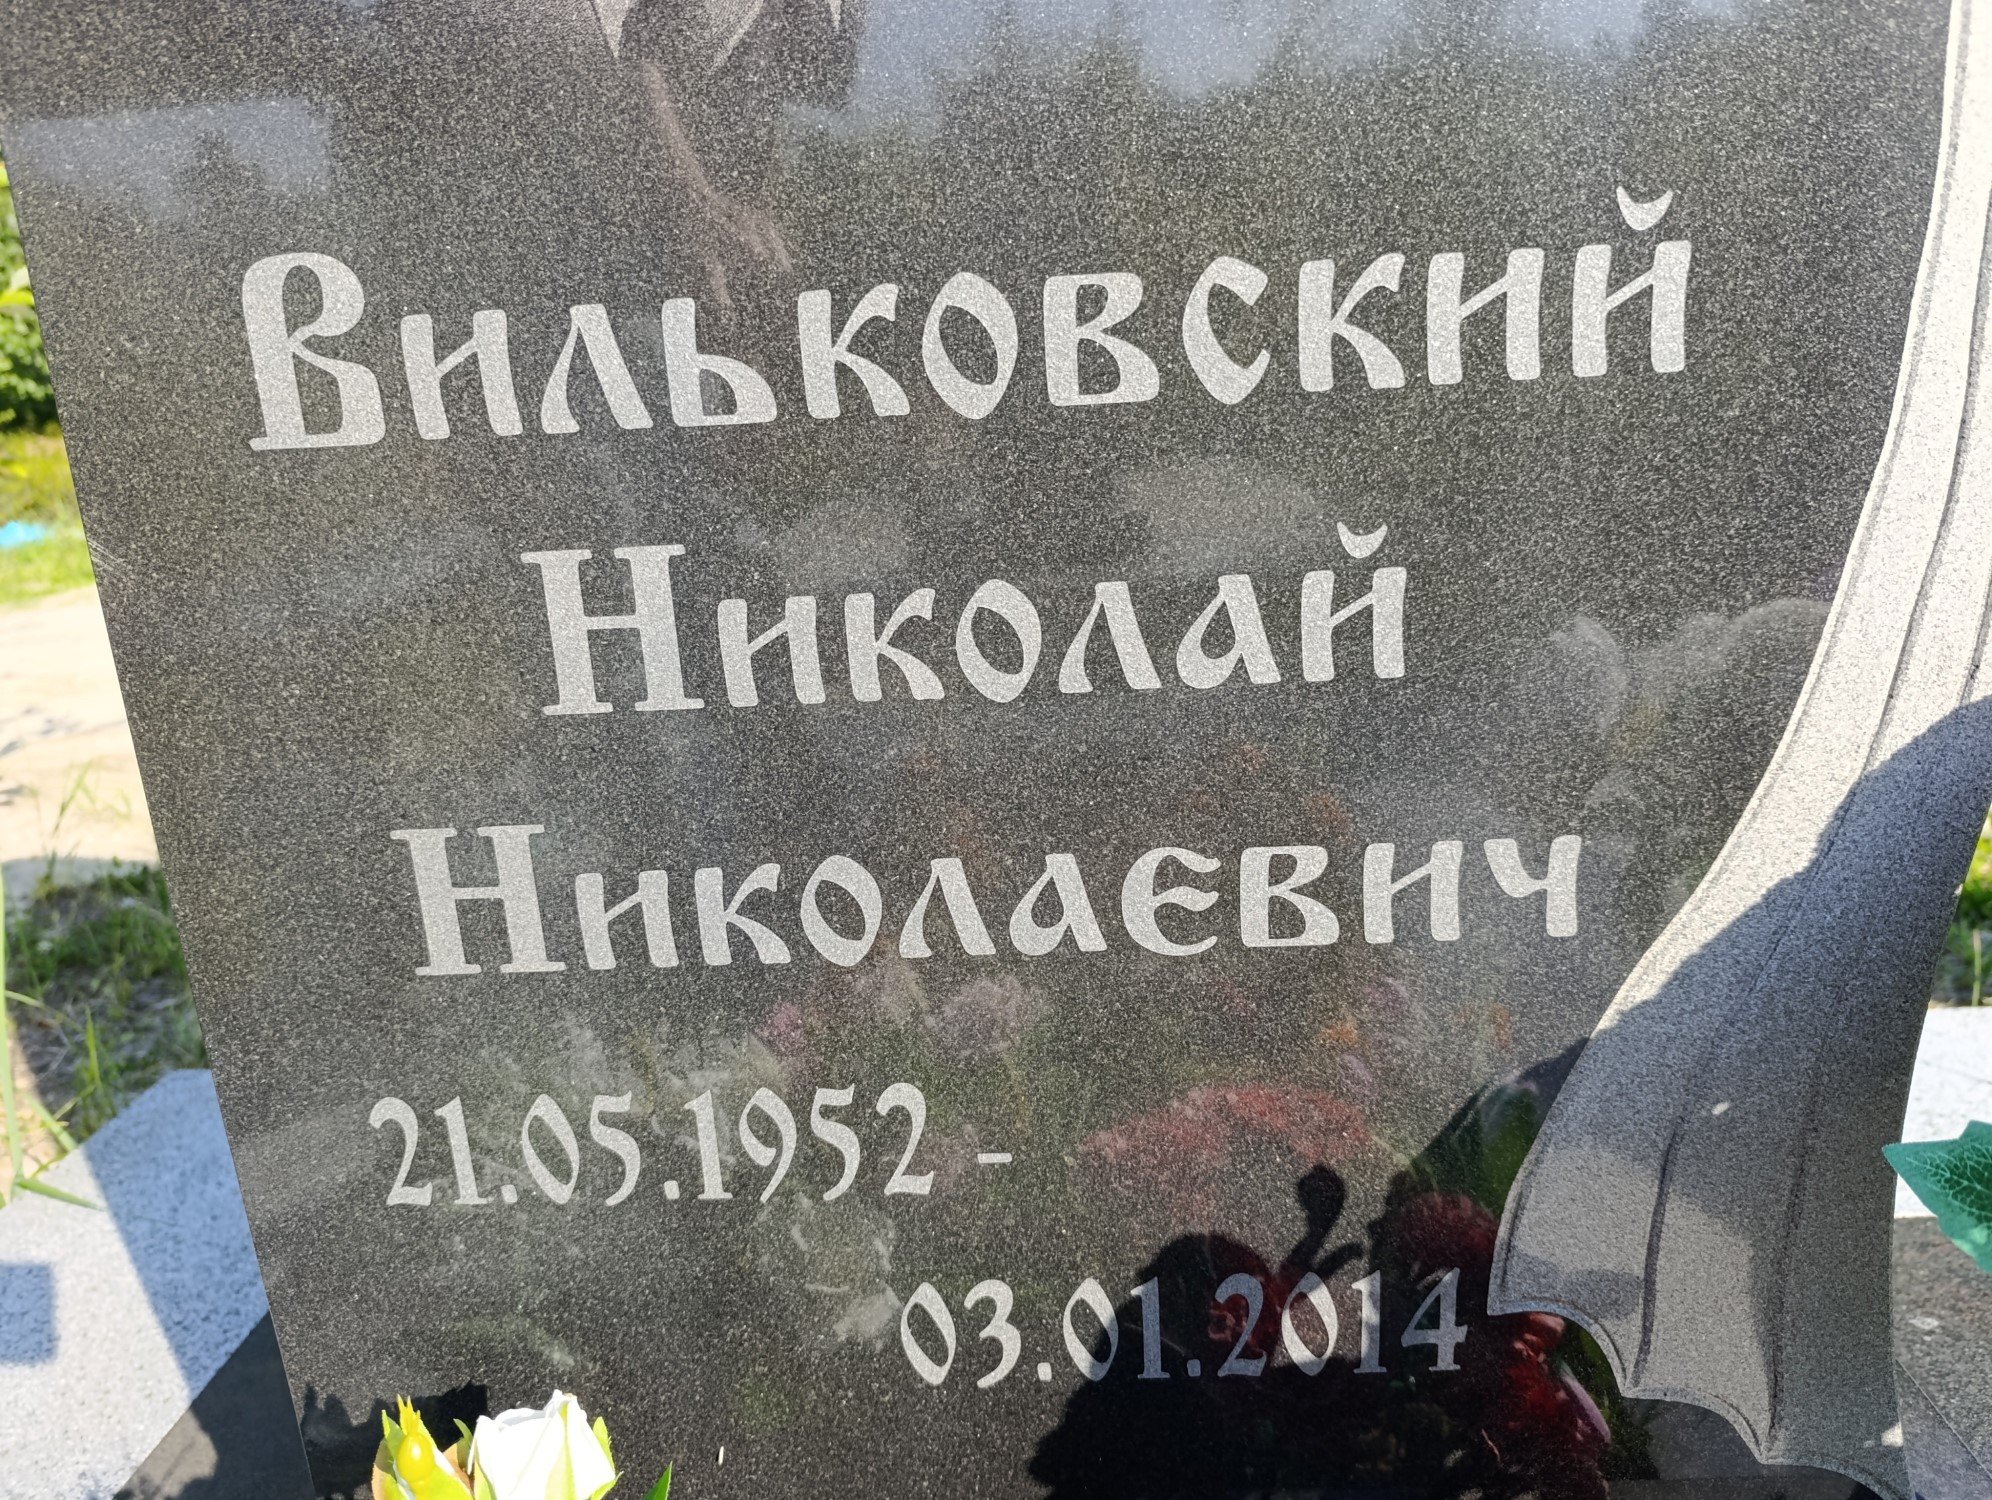 Вильковский
Николай
Николаевич
21.05.1952 -
03.01.2014